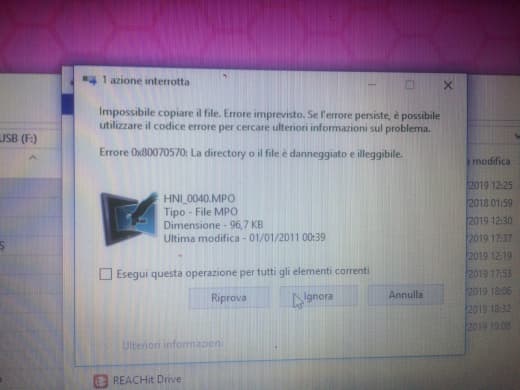 1 azione interrotta
Impossibile copiare il file. Errore imprevisto. Se l'errore persiste, è possibile
utilizzare il codice errore per cercare ulteriori informazioni sul problema.
USB (F:)
Errore 0x80070570: La directory o il file è danneggiato e illeggibile.
modifica
HNI_0040.MPO
Tipo - File MPO
Dimensione - 96,7 KB
Ultima modifica - 01/01/2011 00:39
2019 12:25
2018 01:59
2019 12:30
2019 17:37
2019 12:19
2019 17:53
2019 18:06
2019 18:32
2019 19:08
Esegui questa operazione per tutti gli elementi correnti
Riprova
Ignora
Annulla
Ulteriori informazioni
REACHit Drive